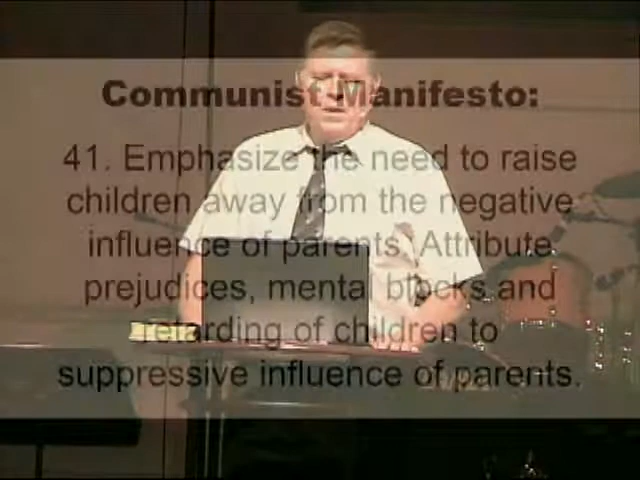 Communist Manifesto:
41. Emphasize the need to raise
children away from the negative
influence of parents. Attribute
prejudices, mental blocks and
retarding of children to
suppressive influence of parents.